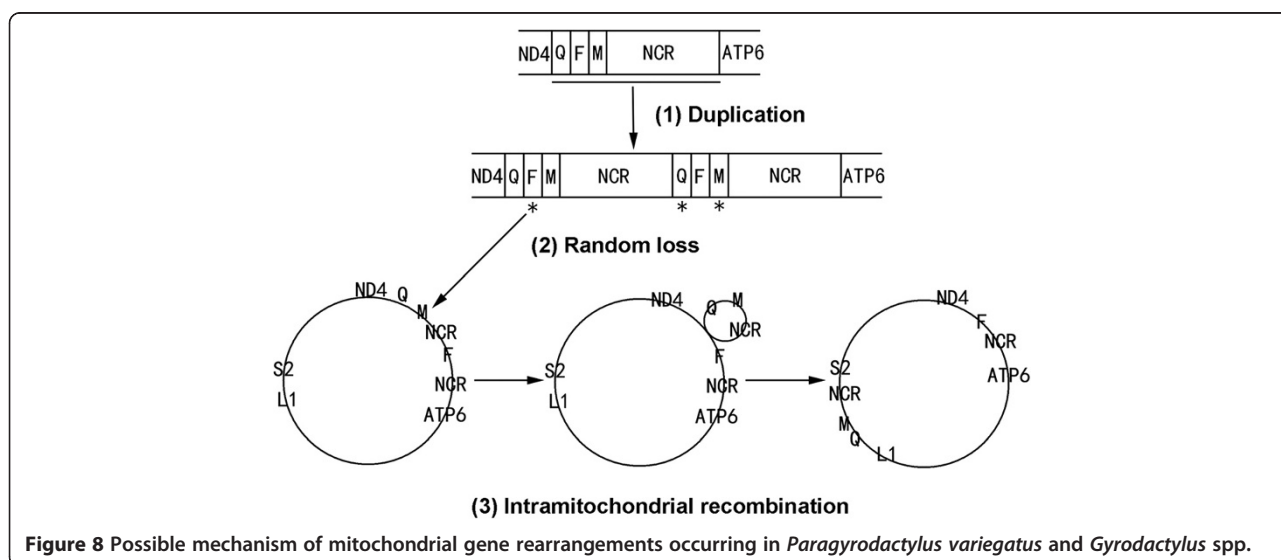 ND4 Q F M NCR ATP6
(1) Duplication
ND4 Q F M NCR Q F M NCR ATP6
* * *
(2) Random loss
ND4 Q M NCR F NCR ATP6 S2 L1
ND4 Q M NCR F NCR ATP6 S2 L1
ND4 F NCR ATP6 S2 NCR M Q L1
(3) Intramitochondrial recombination
Figure 8 Possible mechanism of mitochondrial gene rearrangements occurring in Paragyrodactylus variegatus and Gyrodactylus spp.